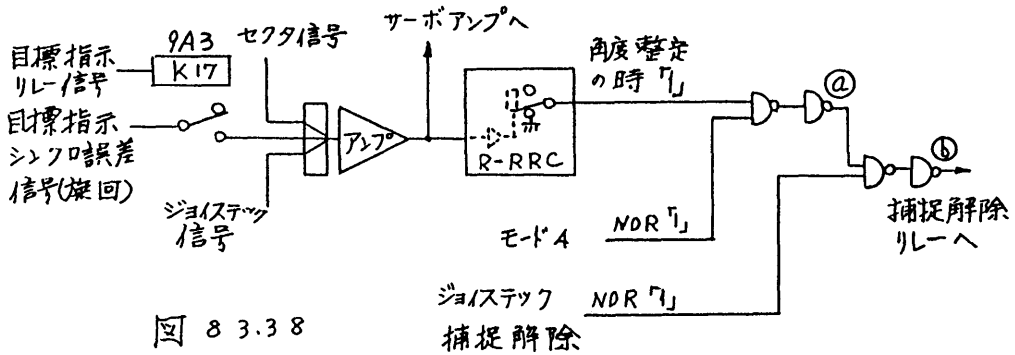 サーボアンプへ
9A3
セクタ信号
目標指示
リレー信号
K17
角度整定
の時「1」
目標指示
シンクロ誤差
信号(旋回)
アンプ
R-RRC
ⓐ
ⓑ
ジョイステック
信号
捕捉解除
リレーへ
モードA
NOR「1」
ジョイステック
捕捉解除
NOR「1」
図 83.38